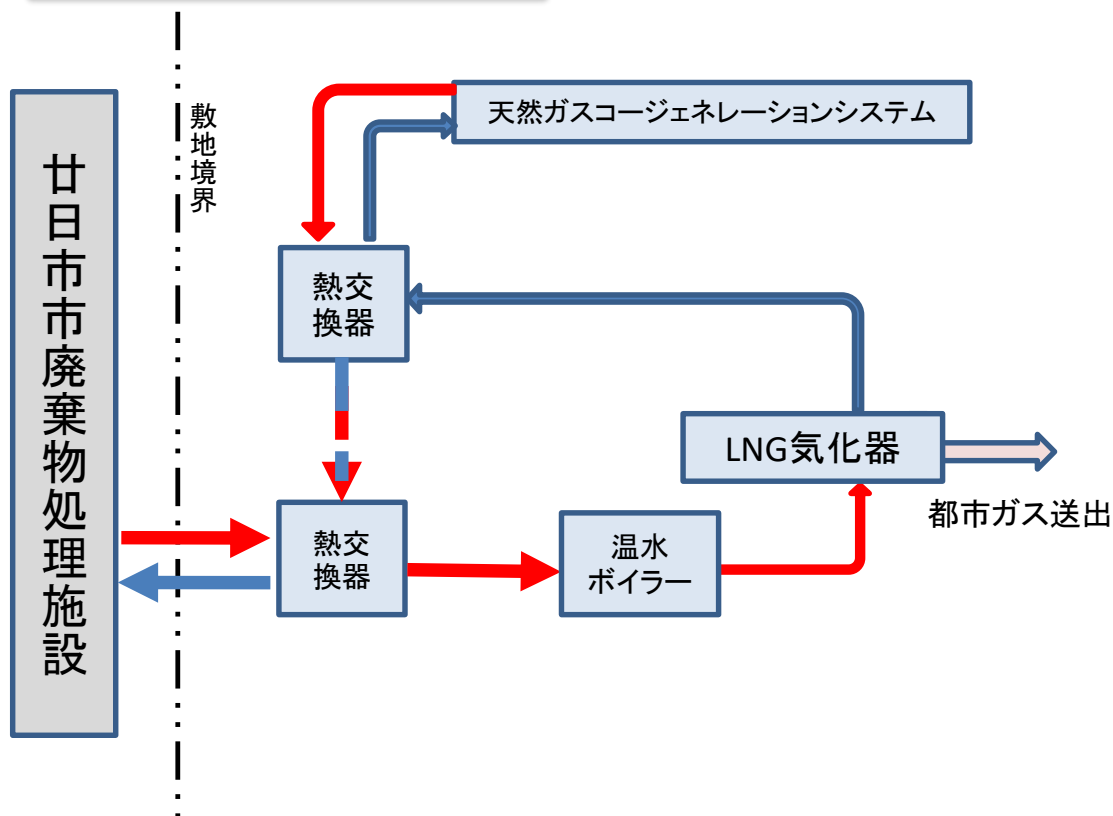 天然ガスコージェネレーションシステム
敷地境界
廿日市市廃棄物処理施設
熱交
換器
LNG気化器
都市ガス送出
熱交
換器
温水
ボイラー